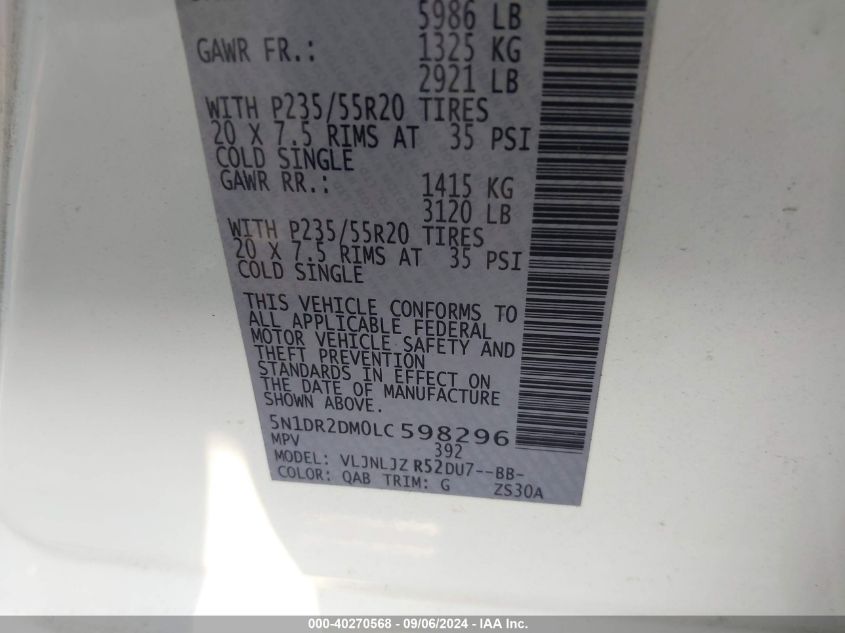 5986 LB
GAWR FR.: 1325 KG
2921 LB
WITH P235/55R20 TIRES
20 X 7.5 RIMS AT 35 PSI
COLD SINGLE
GAWR RR.: 1415 KG
3120 LB
WITH P235/55R20 TIRES
20 X 7.5 RIMS AT 35 PSI
COLD SINGLE
THIS VEHICLE CONFORMS TO
ALL APPLICABLE FEDERAL
MOTOR VEHICLE SAFETY AND
THEFT PREVENTION
STANDARDS IN EFFECT ON
THE DATE OF MANUFACTURE
SHOWN ABOVE.
5N1DR2DM0LC598296
MPV 392
MODEL: VLJNLJZ R52DU7--BB-
COLOR: QAB TRIM: G ZS30A
000-40270568 - 09/06/2024 - IAA Inc.